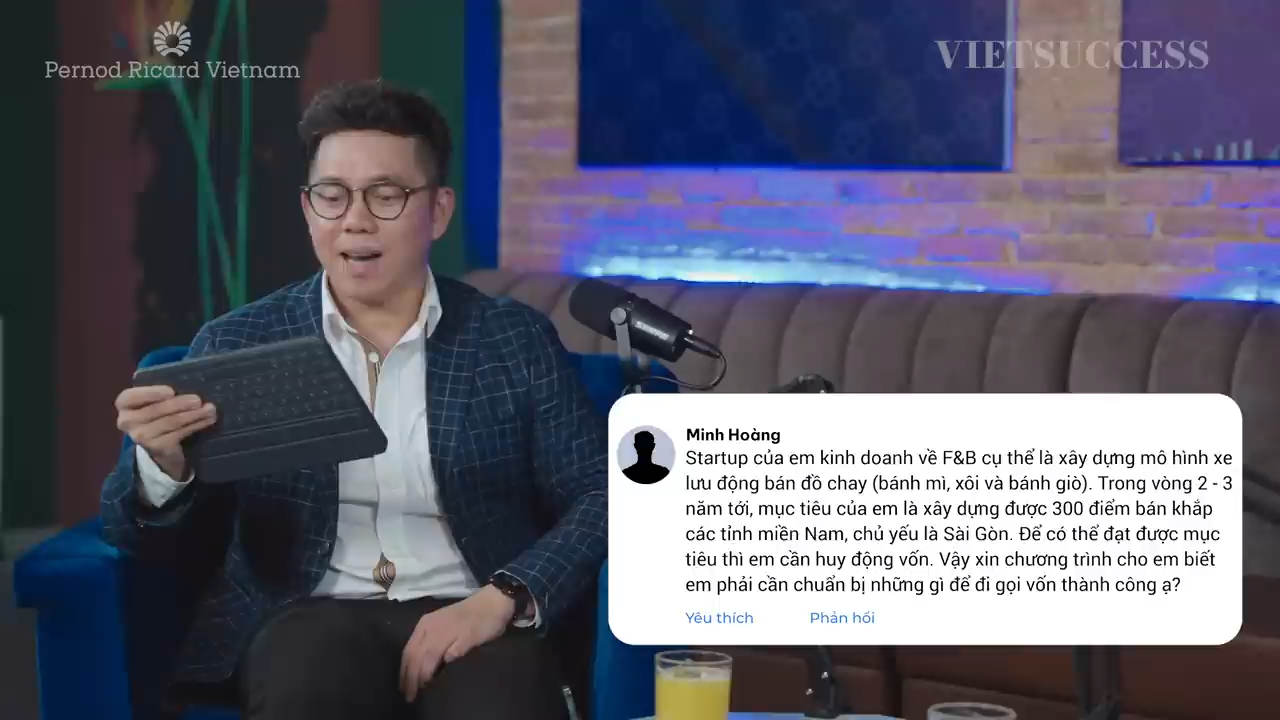 Pernod Ricard Vietnam
VIETSUCCESS
SHURE
Minh Hoàng
Startup của em kinh doanh về F&B cụ thể là xây dựng mô hình xe
lưu động bán đồ chay (bánh mì, xôi và bánh giò). Trong vòng 2 - 3
năm tới, mục tiêu của em là xây dựng được 300 điểm bán khắp
các tỉnh miền Nam, chủ yếu là Sài Gòn. Để có thể đạt được mục
tiêu thì em cần huy động vốn. Vậy xin chương trình cho em biết
em phải cần chuẩn bị những gì để đi gọi vốn thành công ạ?
Yêu thích
Phản hồi